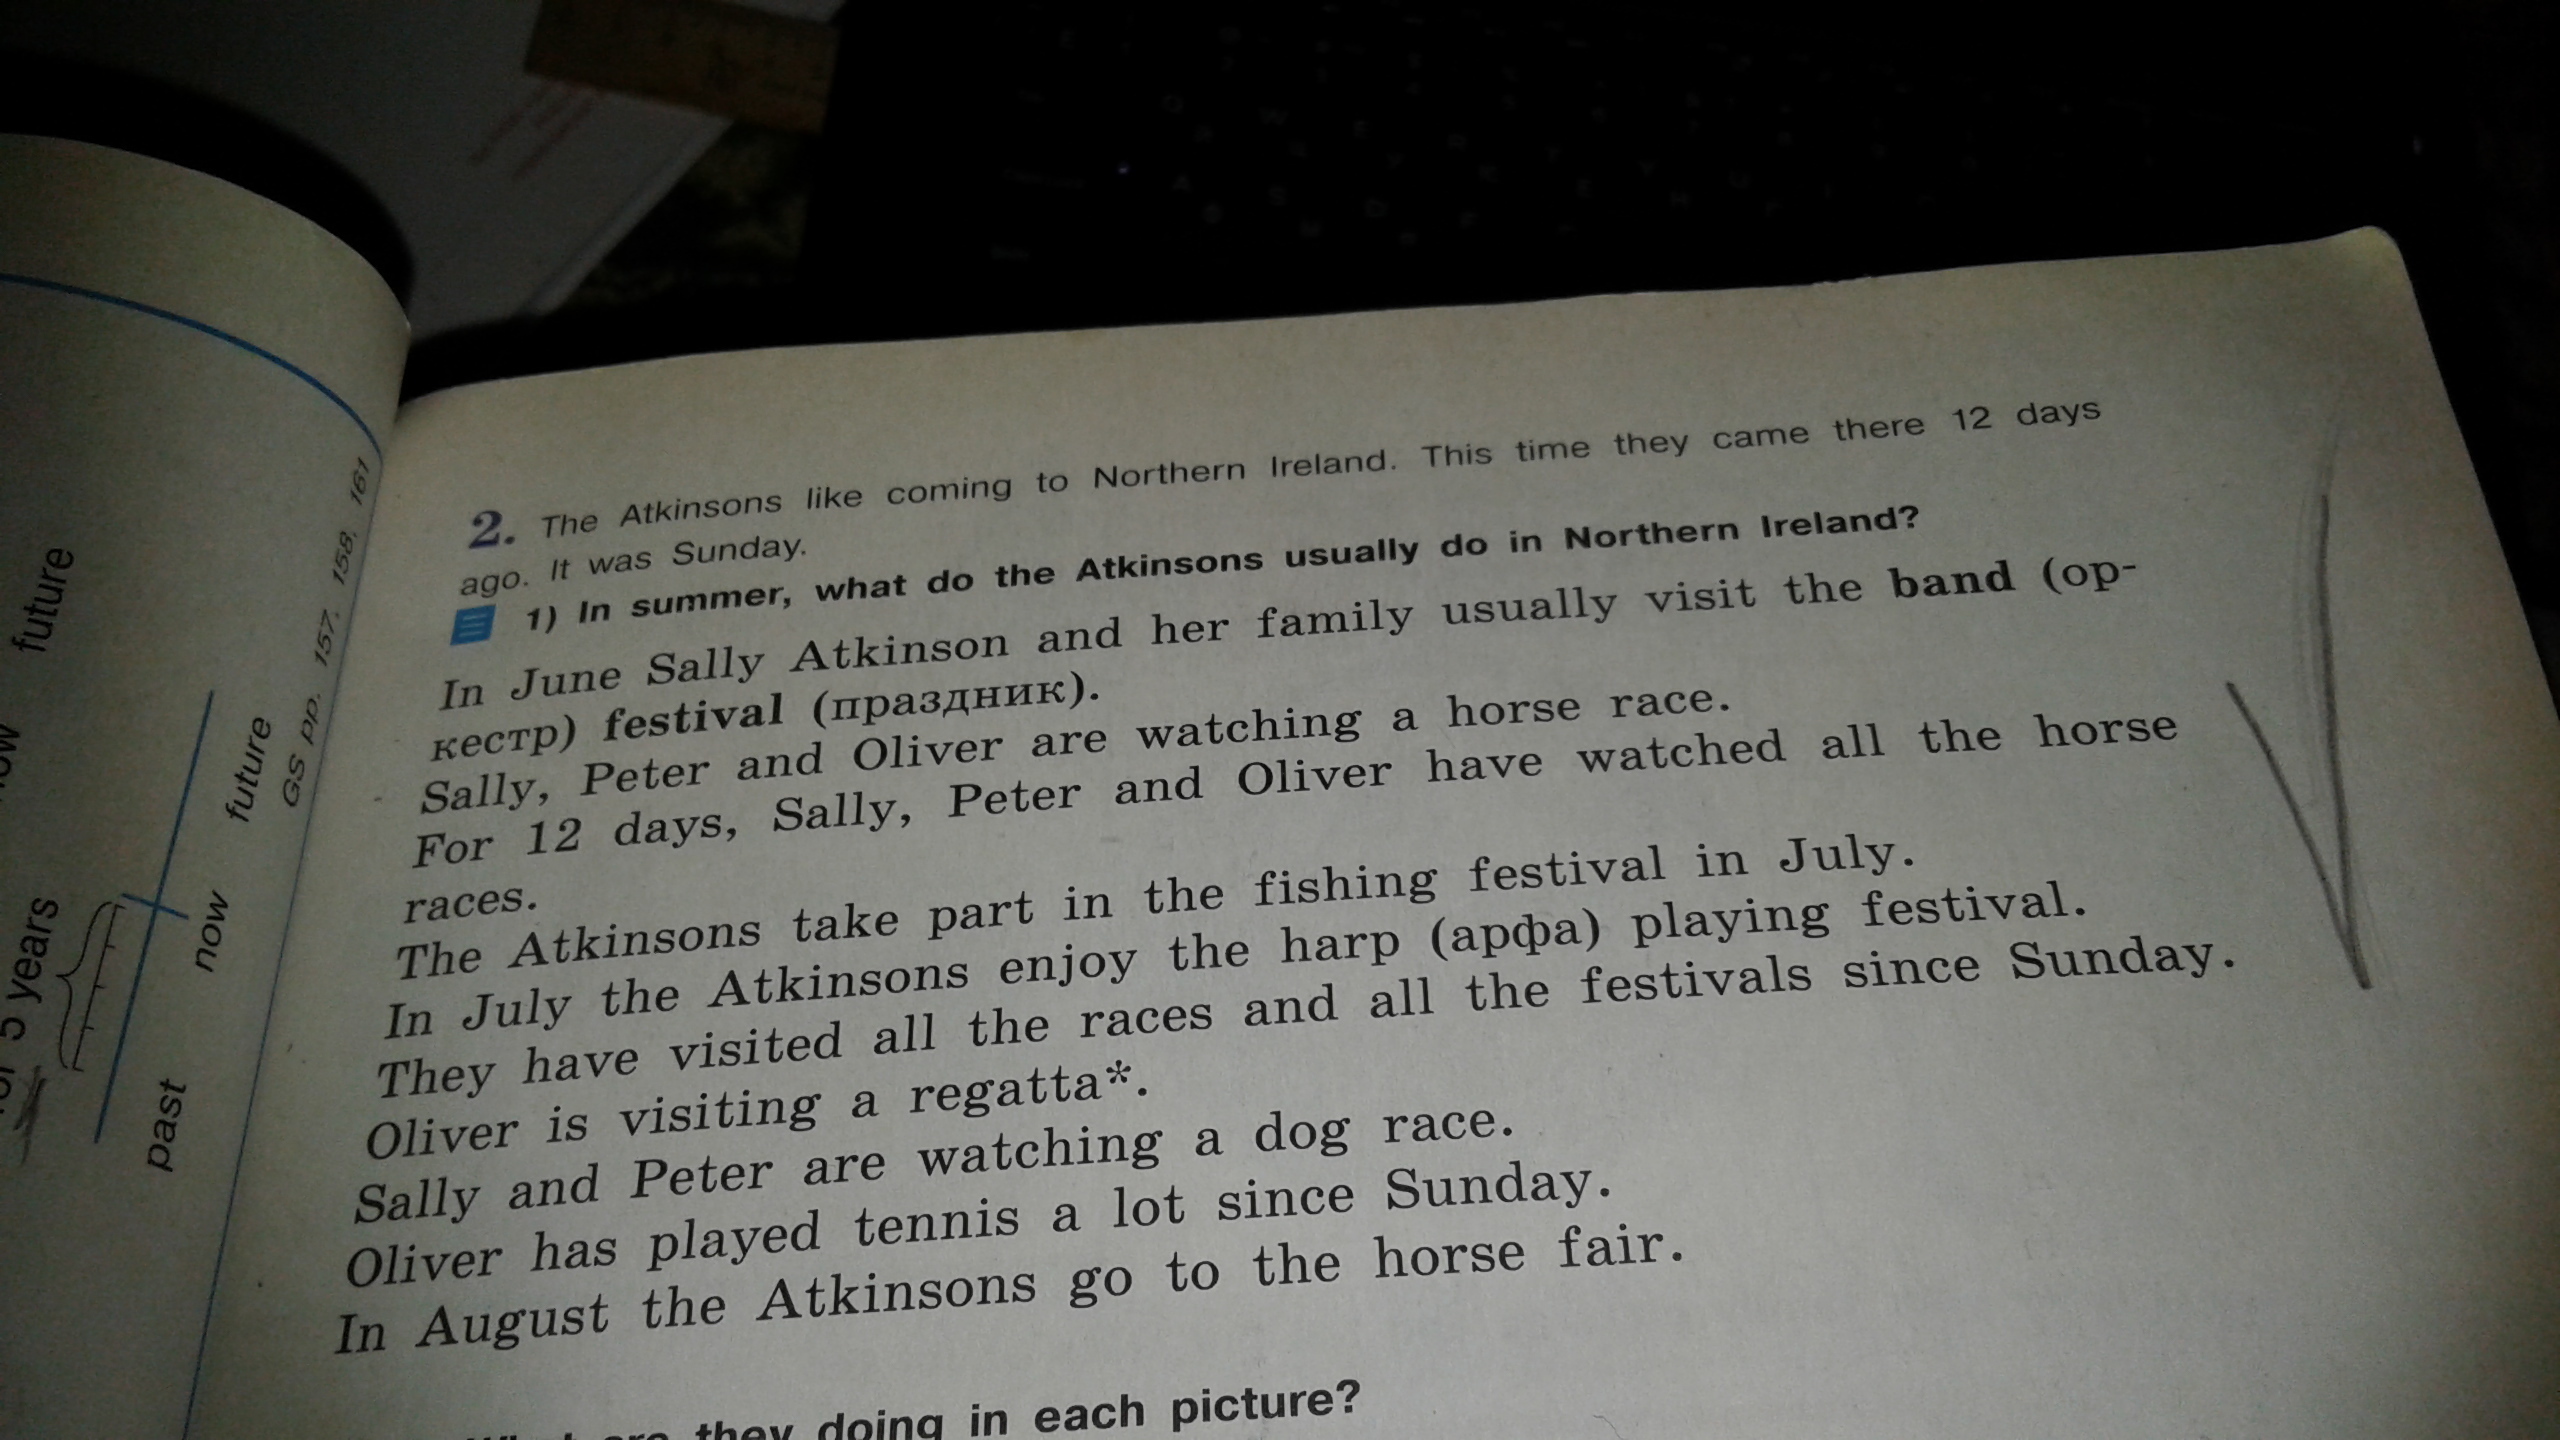 future
now
past
5 years
future
GS pp. 157, 158, 161
2. The Atkinsons like coming to Northern Ireland. This time they came there 12 days
ago. It was Sunday.
1) In summer, what do the Atkinsons usually do in Northern Ireland?
In June Sally Atkinson and her family usually visit the band (ор-
кестр) festival (праздник).
Sally, Peter and Oliver are watching a horse race.
For 12 days, Sally, Peter and Oliver have watched all the horse
races.
The Atkinsons take part in the fishing festival in July.
In July the Atkinsons enjoy the harp (арфа) playing festival.
They have visited all the races and all the festivals since Sunday.
Oliver is visiting a regatta*.
Sally and Peter are watching a dog race.
Oliver has played tennis a lot since Sunday.
In August the Atkinsons go to the horse fair.
they doing in each picture?